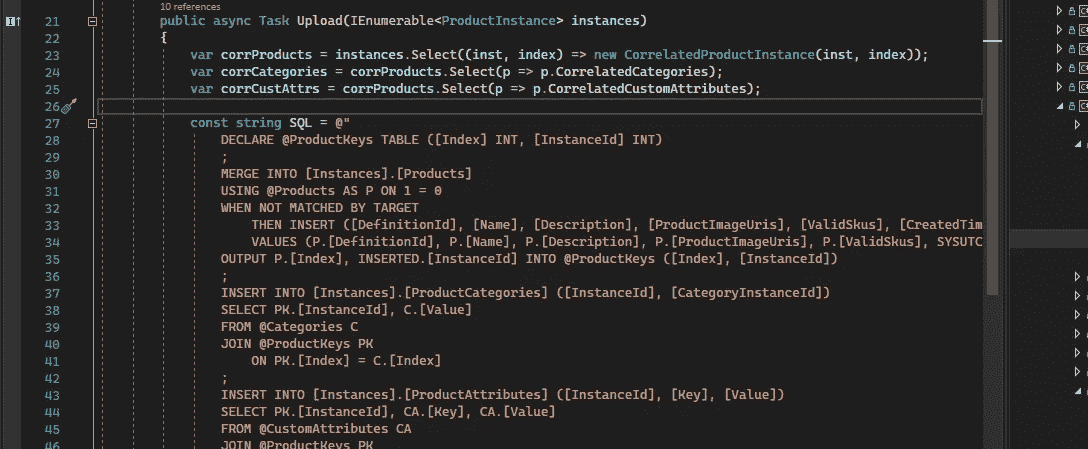 10 references
21 public async Task Upload(IEnumerable<ProductInstance> instances)
22 {
23 var corrProducts = instances.Select((inst, index) => new CorrelatedProductInstance(inst, index));
24 var corrCategories = corrProducts.Select(p => p.CorrelatedCategories);
25 var corrCustAttrs = corrProducts.Select(p => p.CorrelatedCustomAttributes);
26
27 const string SQL = @"
28 DECLARE @ProductKeys TABLE ([Index] INT, [InstanceId] INT)
29 ;
30 MERGE INTO [Instances].[Products]
31 USING @Products AS P ON 1 = 0
32 WHEN NOT MATCHED BY TARGET
33 THEN INSERT ([DefinitionId], [Name], [Description], [ProductImageUris], [ValidSkus], [CreatedTim
34 VALUES (P.[DefinitionId], P.[Name], P.[Description], P.[ProductImageUris], P.[ValidSkus], SYSUTC
35 OUTPUT P.[Index], INSERTED.[InstanceId] INTO @ProductKeys ([Index], [InstanceId])
36 ;
37 INSERT INTO [Instances].[ProductCategories] ([InstanceId], [CategoryInstanceId])
38 SELECT PK.[InstanceId], C.[Value]
39 FROM @Categories C
40 JOIN @ProductKeys PK
41 ON PK.[Index] = C.[Index]
42 ;
43 INSERT INTO [Instances].[ProductAttributes] ([InstanceId], [Key], [Value])
44 SELECT PK.[InstanceId], CA.[Key], CA.[Value]
45 FROM @CustomAttributes CA
46 JOIN @ProductKeys PK